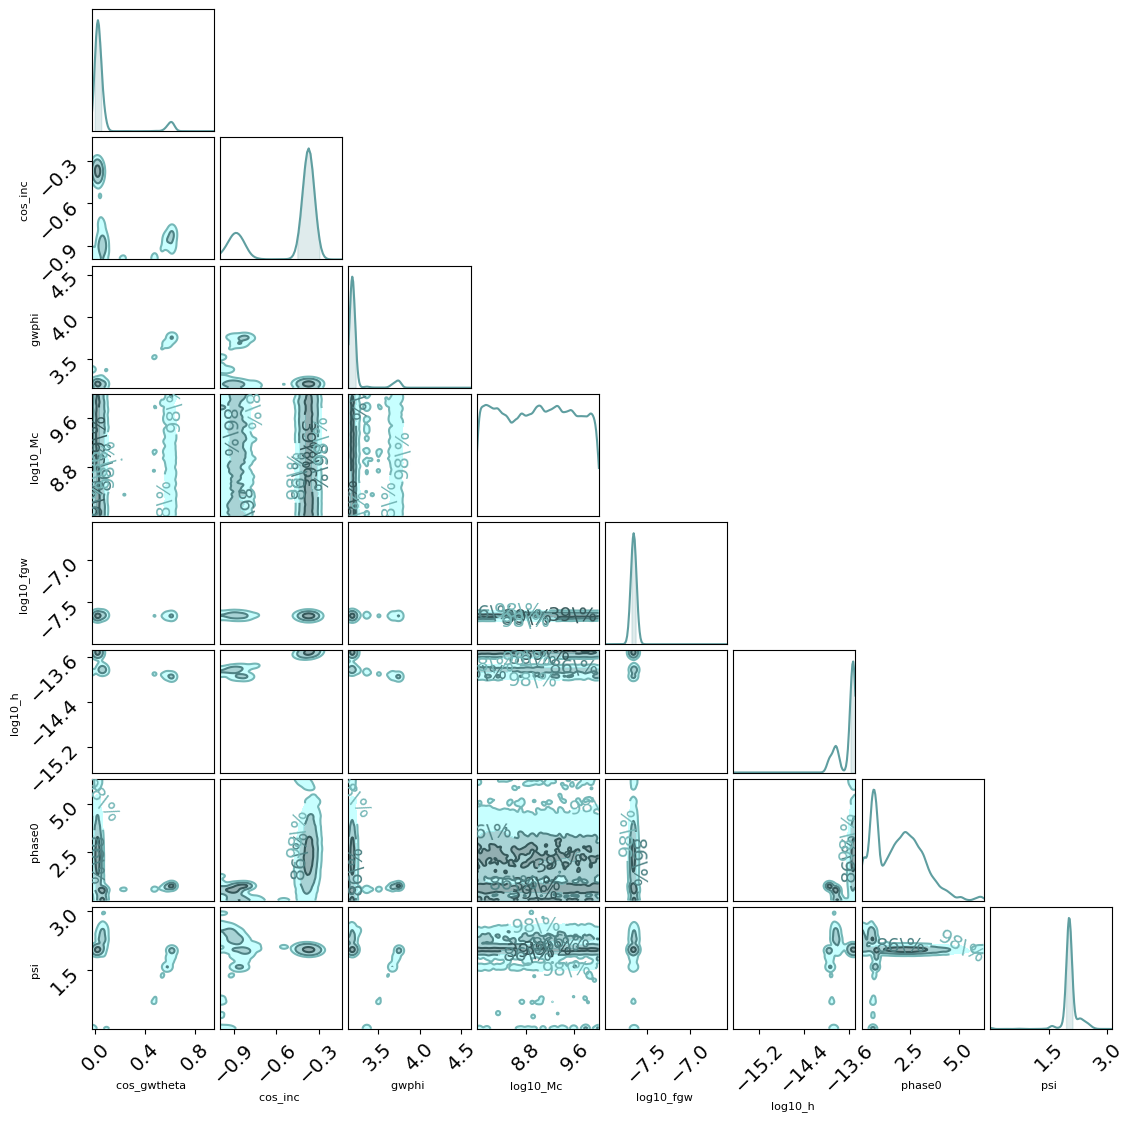 −0.3
−0.6
−0.9
cos_inc
4.5
4.0
3.5
gwphi
9.6
8.8
log10_Mc
−7.0
−7.5
log10_fgw
−13.6
−14.4
−15.2
log10_h
5.0
2.5
phase0
3.0
1.5
psi
0.0 0.4 0.8 −0.9 −0.6 −0.3 3.5 4.0 4.5 8.8 9.6 −7.5 −7.0 −15.2 −14.4 −13.6 2.5 5.0 1.5 3.0
cos_gwtheta cos_inc gwphi log10_Mc log10_fgw log10_h phase0 psi